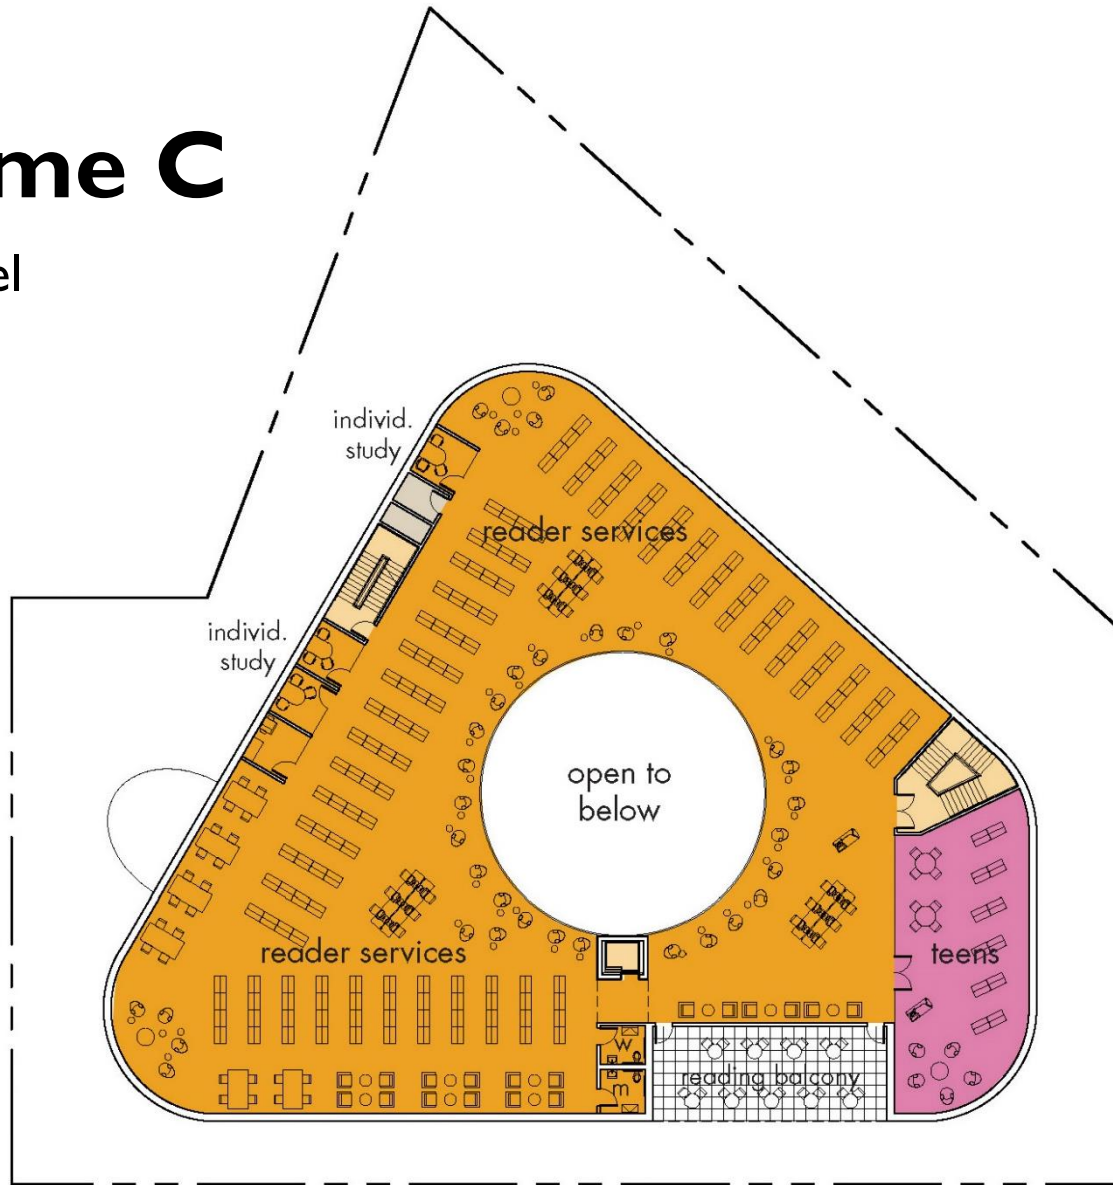 me C
el
individ.
study
reader services
individ.
study
open to
below
reader services
teens
w
m
reading balcony